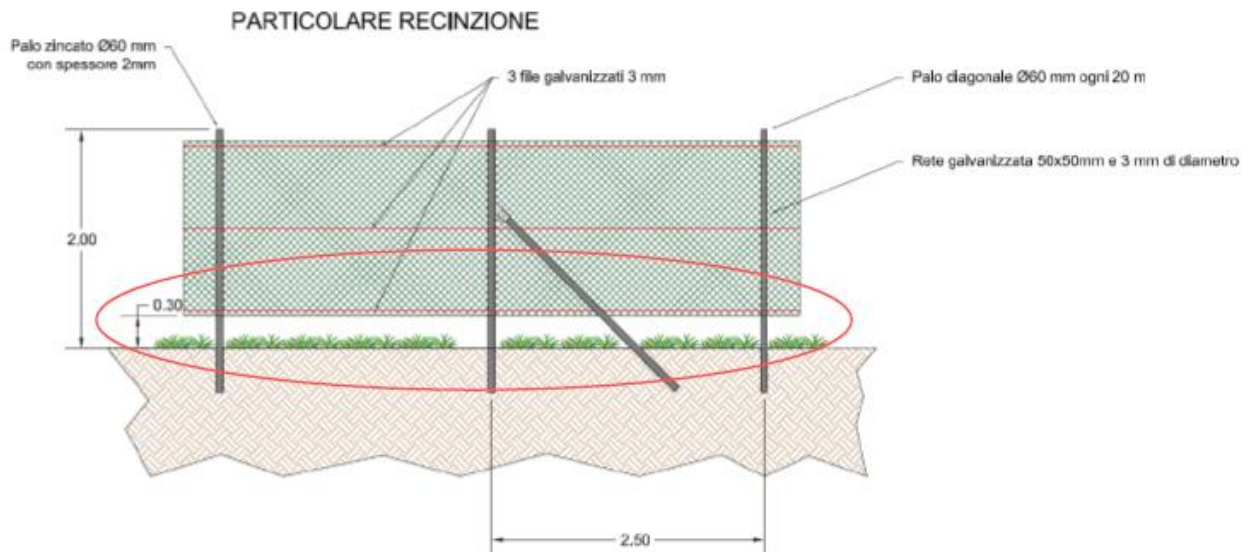 PARTICOLARE RECINZIONE
Palo zincato Ø60 mm
con spessore 2mm
3 file galvanizzati 3 mm
Palo diagonale Ø60 mm ogni 20 m
Rete galvanizzata 50x50mm e 3 mm di diametro
2.00
0.30
2.50